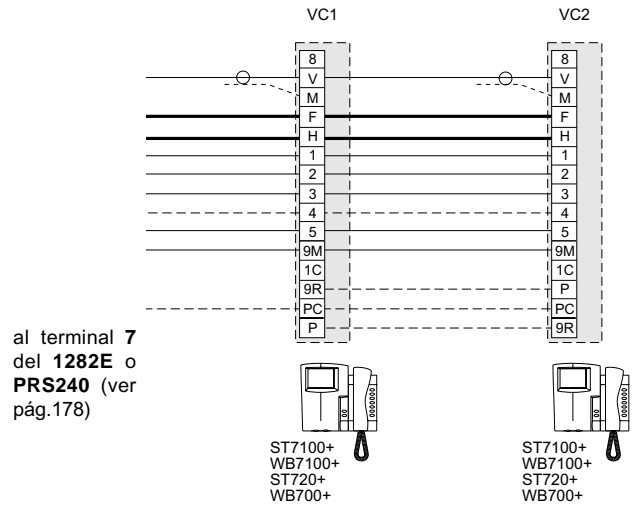 VC1 VC2
8 8
V V
M M
F F
H H
1 1
2 2
3 3
4 4
5 5
9M 9M
1C 1C
9R P
PC PC
P 9R
al terminal 7
del 1282E o
PRS240 (ver
pág.178)
ST7100+ ST7100+
WB7100+ WB7100+
ST720+ ST720+
WB700+ WB700+